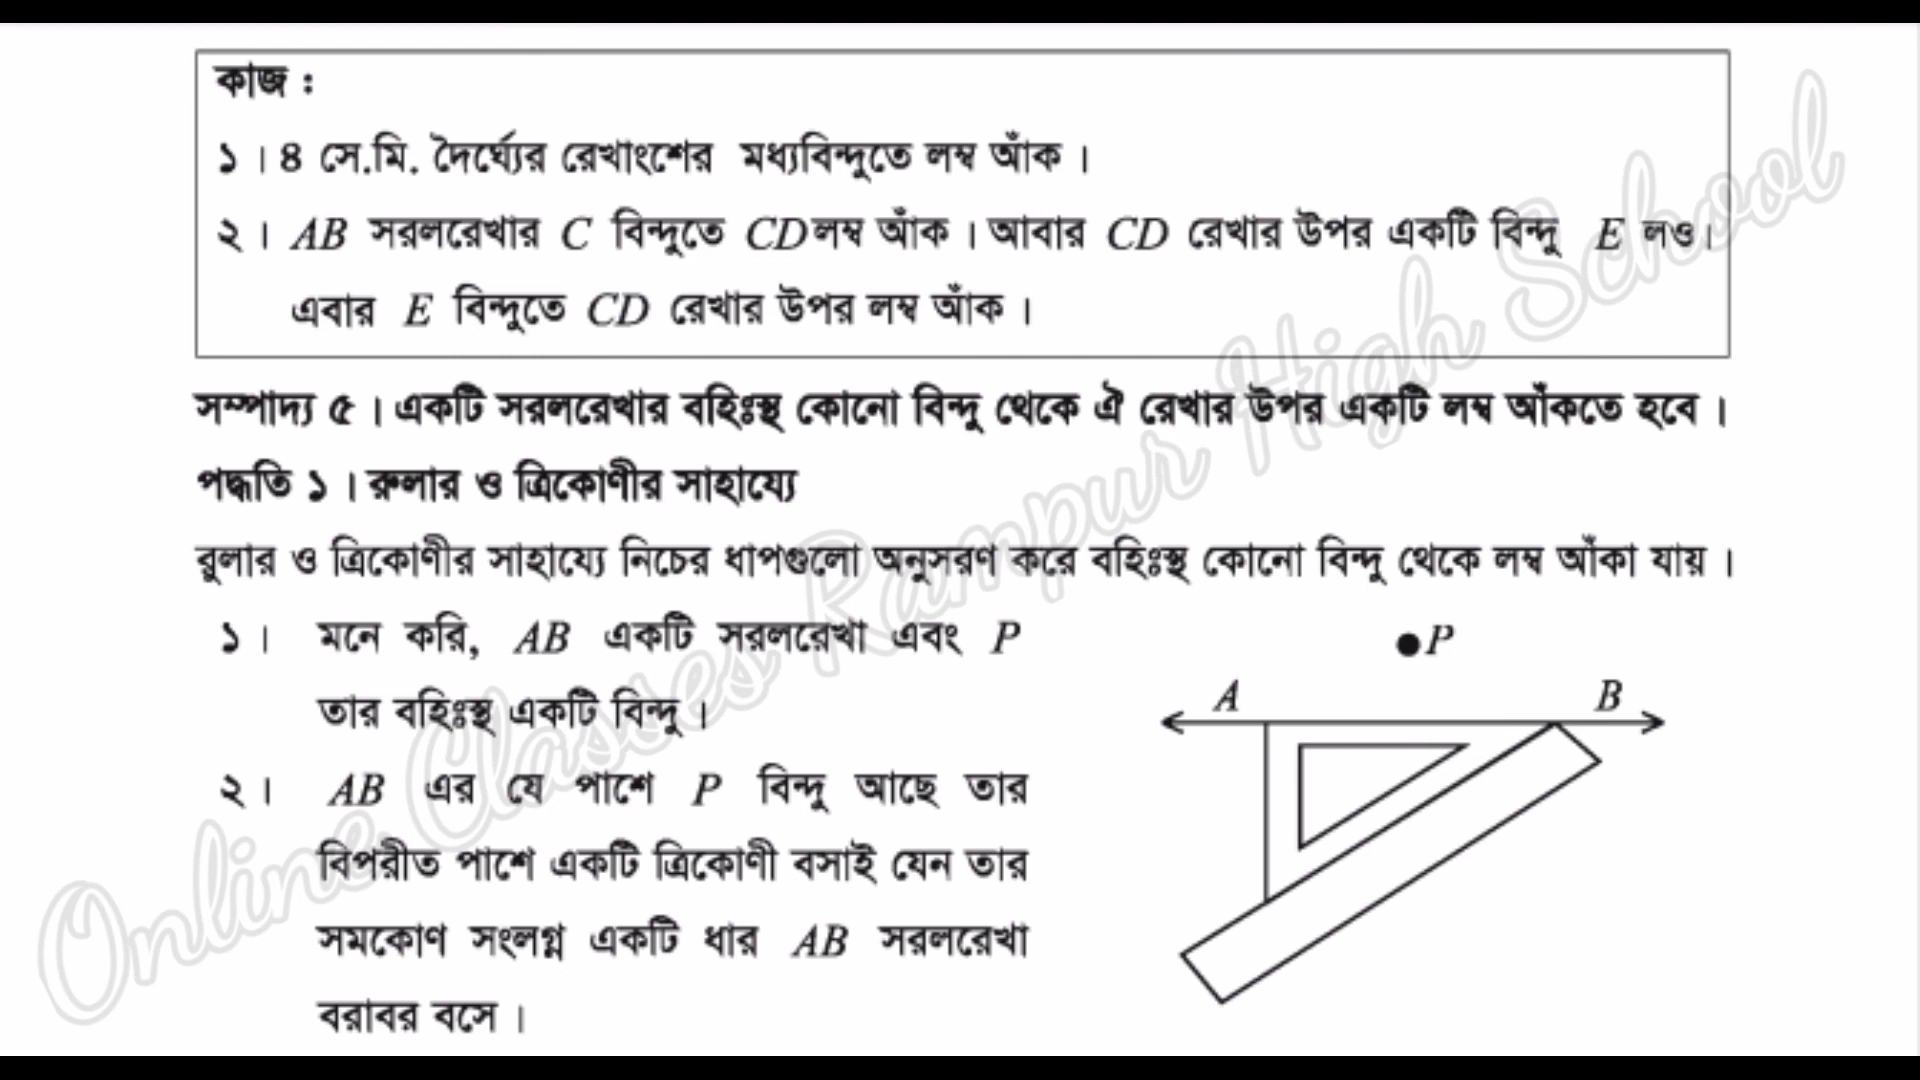 কাজ :
১। ৪ সে.মি. দৈর্ঘ্যের রেখাংশের মধ্যবিন্দুতে লম্ব আঁক।
২। AB সরলরেখার C বিন্দুতে CD লম্ব আঁক। আবার CD রেখার উপর একটি বিন্দু E লও।
এবার E বিন্দুতে CD রেখার উপর লম্ব আঁক।
সম্পাদ্য ৫। একটি সরলরেখার বহিঃস্থ কোনো বিন্দু থেকে ঐ রেখার উপর একটি লম্ব আঁকতে হবে।
পদ্ধতি ১। রুলার ও ত্রিকোণীর সাহায্যে
রুলার ও ত্রিকোণীর সাহায্যে নিচের ধাপগুলো অনুসরণ করে বহিঃস্থ কোনো বিন্দু থেকে লম্ব আঁকা যায়।
১। মনে করি, AB একটি সরলরেখা এবং P
তার বহিঃস্থ একটি বিন্দু।
২। AB এর যে পাশে P বিন্দু আছে তার
বিপরীত পাশে একটি ত্রিকোণী বসাই যেন তার
সমকোণ সংলগ্ন একটি ধার AB সরলরেখা
বরাবর বসে।
P
A B
Online Classes Rampur High School